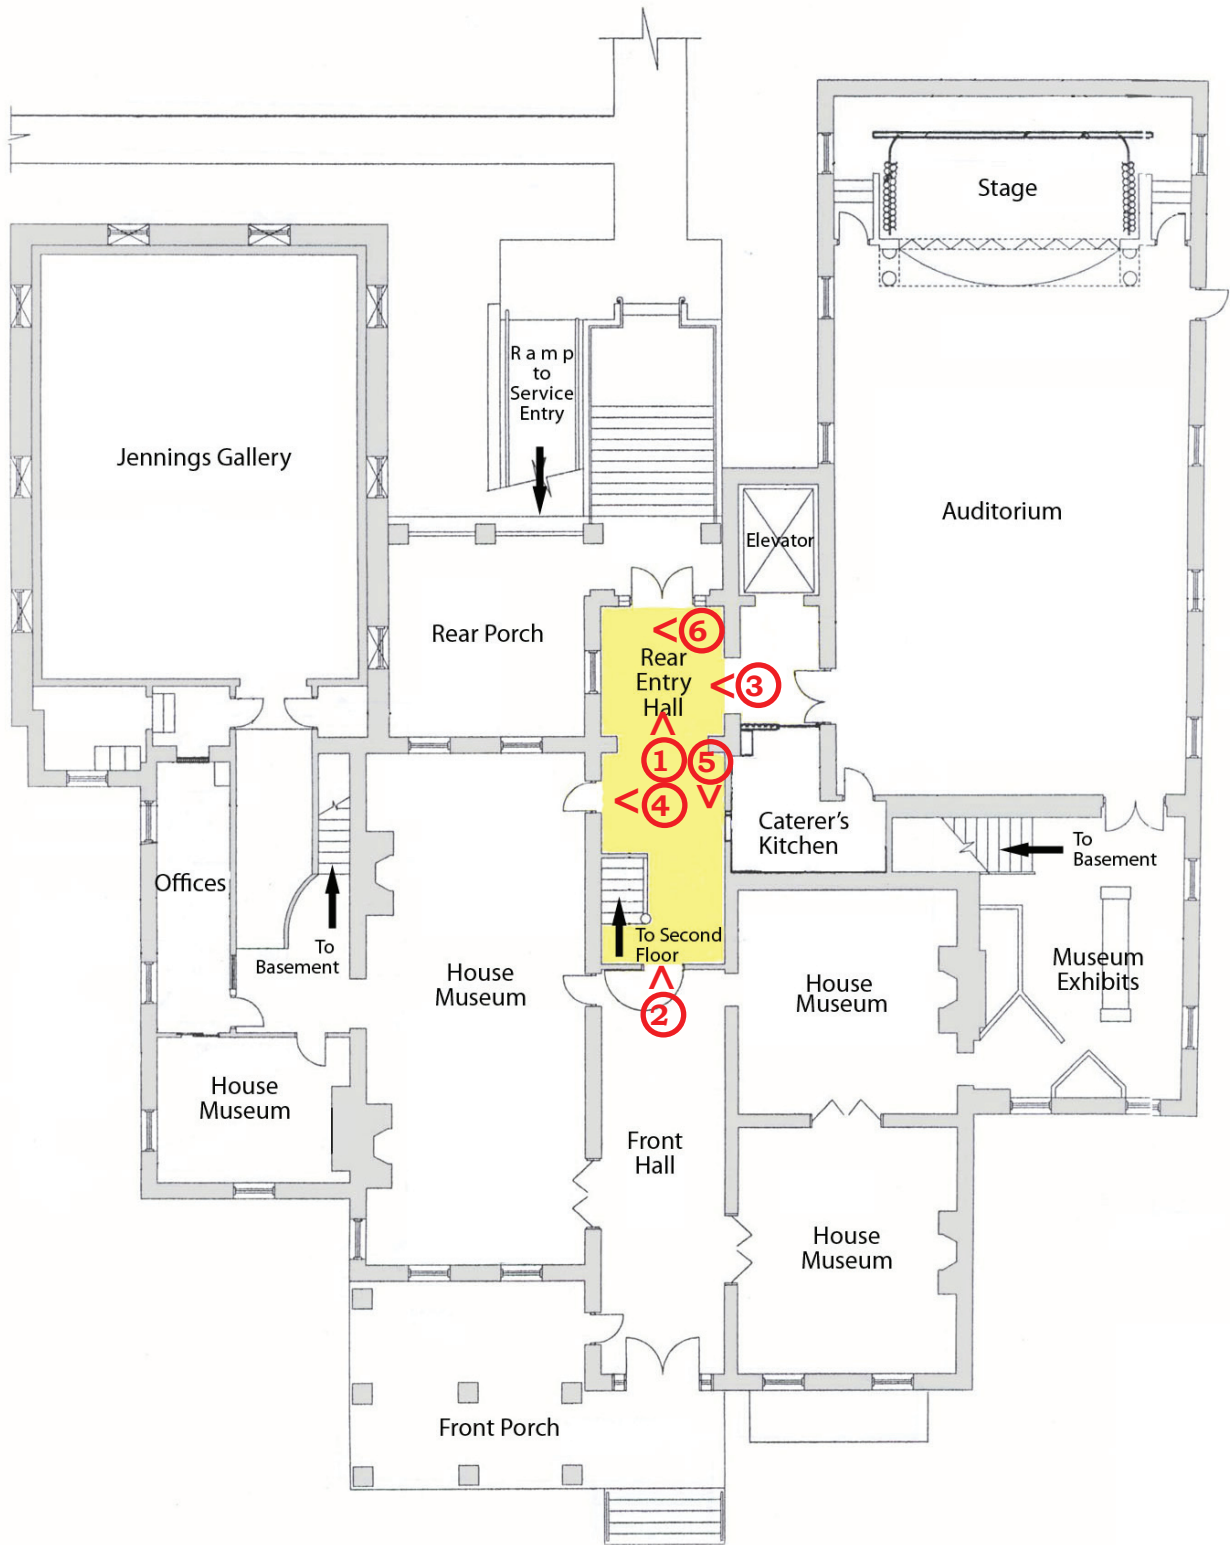 Stage
R a m p
to
Service
Entry
Jennings Gallery
Auditorium
Elevator
Rear Porch
< 6
Rear
Entry
Hall
< 3
^
1
5
v
< 4
Caterer's
Kitchen
To
Basement
Offices
To
Basement
To Second
Floor
House
Museum
^
2
House
Museum
Museum
Exhibits
House
Museum
Front
Hall
House
Museum
Front Porch